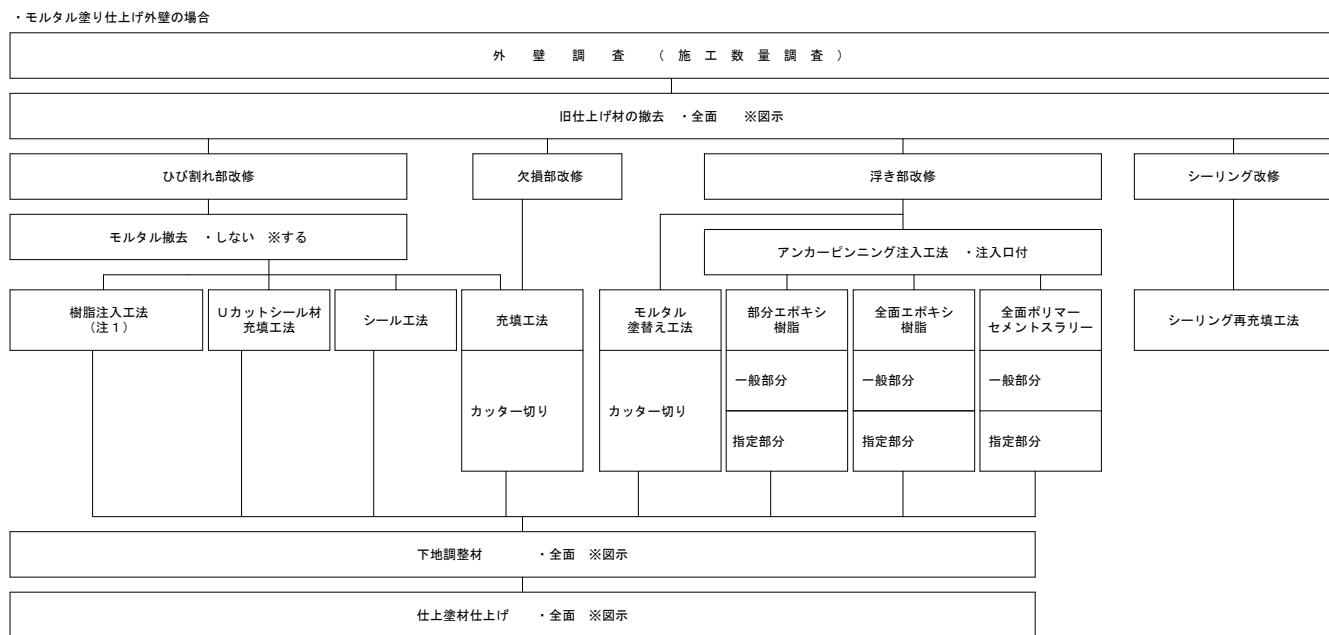 ・モルタル塗り仕上げ外壁の場合
外 壁 調 査 ( 施 工 数 量 調 査 )
旧仕上げ材の撤去 ・全面 ※図示
ひび割れ部改修
欠損部改修
浮き部改修
シーリング改修
モルタル撤去 ・しない ※する
アンカーピンニング注入工法 ・注入口付
樹脂注入工法
(注1)
Uカットシール材
充填工法
シール工法
充填工法
モルタル
塗替え工法
部分エポキシ
樹脂
全面エポキシ
樹脂
全面ポリマー
セメントスラリー
シーリング再充填工法
カッター切り
カッター切り
一般部分
一般部分
一般部分
指定部分
指定部分
指定部分
下地調整材 ・全面 ※図示
仕上塗材仕上げ ・全面 ※図示